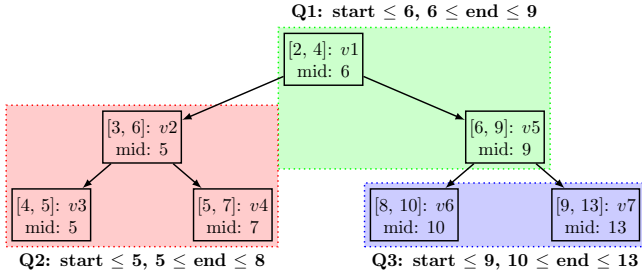 Q1: start ≤ 6, 6 ≤ end ≤ 9
[2, 4]: v1
mid: 6
[3, 6]: v2
mid: 5
[6, 9]: v5
mid: 9
[4, 5]: v3
mid: 5
[5, 7]: v4
mid: 7
[8, 10]: v6
mid: 10
[9, 13]: v7
mid: 13
Q2: start ≤ 5, 5 ≤ end ≤ 8
Q3: start ≤ 9, 10 ≤ end ≤ 13